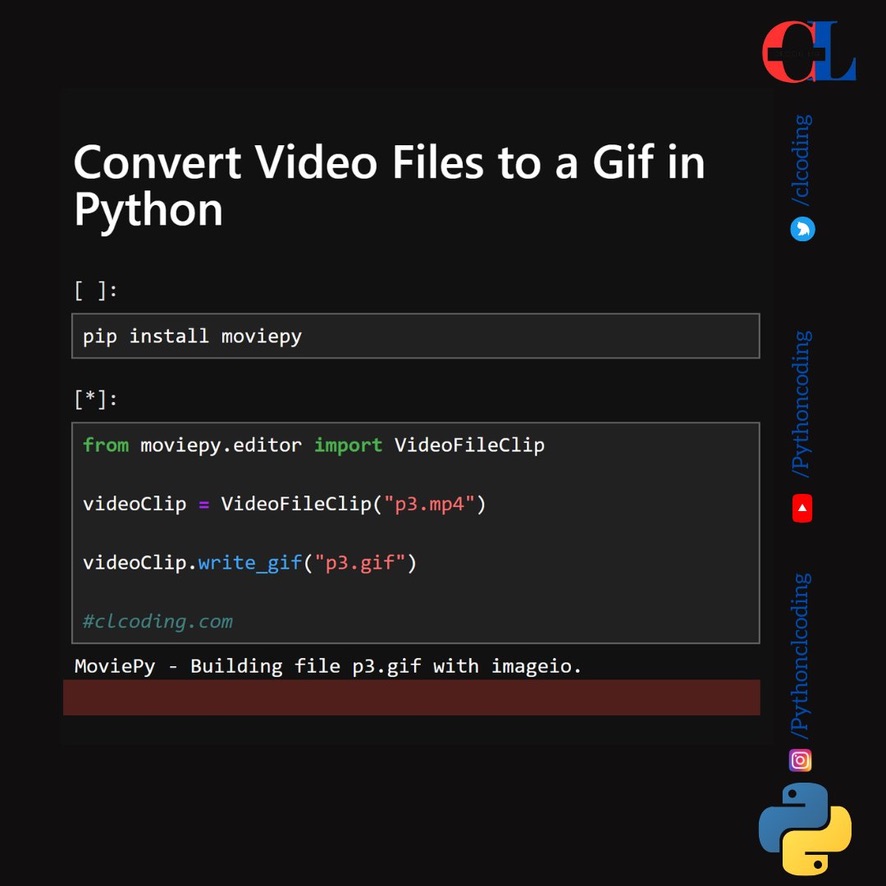 CL
Convert Video Files to a Gif in
Python
[ ]:
pip install moviepy
[*]:
from moviepy.editor import VideoFileClip
videoClip = VideoFileClip("p3.mp4")
videoClip.write_gif("p3.gif")
#clcoding.com
MoviePy - Building file p3.gif with imageio.
/clcoding
/Pythoncoding
/Pythonclcoding